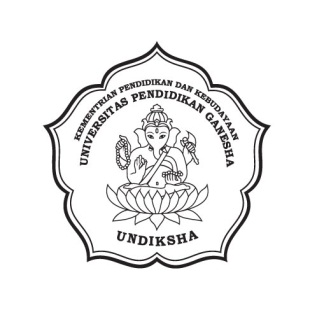 KEMENTRIAN PENDIDIKAN DAN KEBUDAYAAN
UNIVERSITAS PENDIDIKAN GANESHA
UNDIKSHA